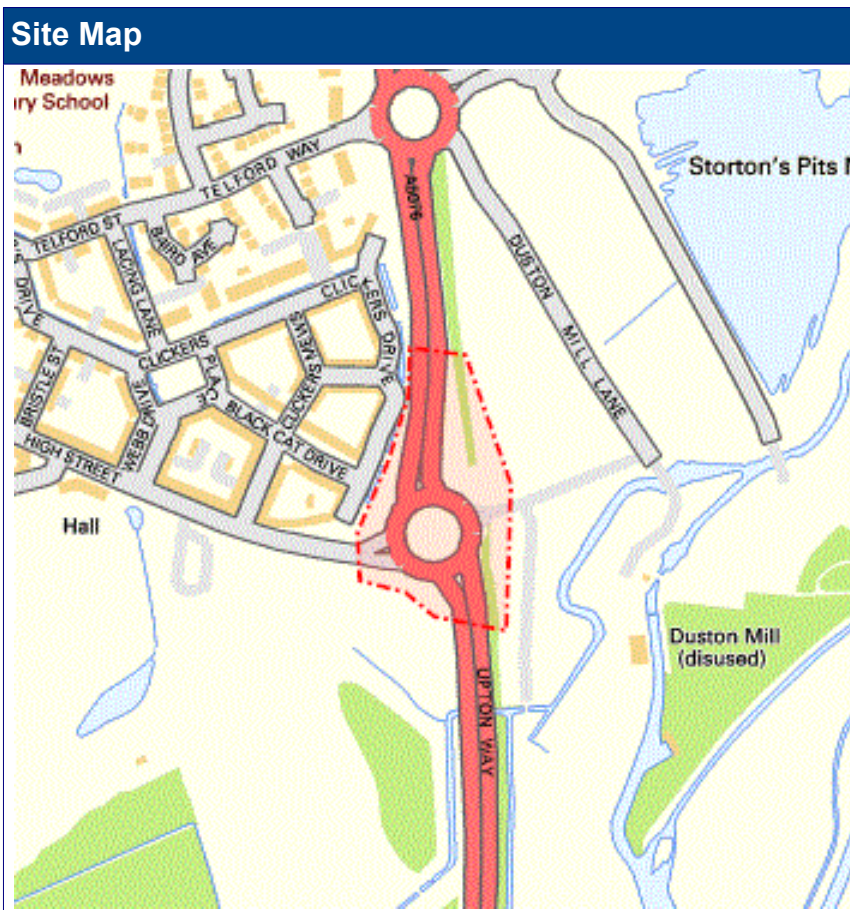 Site Map
Meadows
ry School
Storton's Pits
TELFORD WAY
A5076
TELFORD ST
BAIRD AVE
LACING LANE
DUSTON MILL LANE
DRIVE
CLICKERS DRIVE
CLICKERS
PLACE
CLICKERS MEWS
BRISTLE ST
WEBB DRIVE
BLACK CAT DRIVE
HIGH STREET
Hall
Duston Mill
(disused)
UPTON WAY